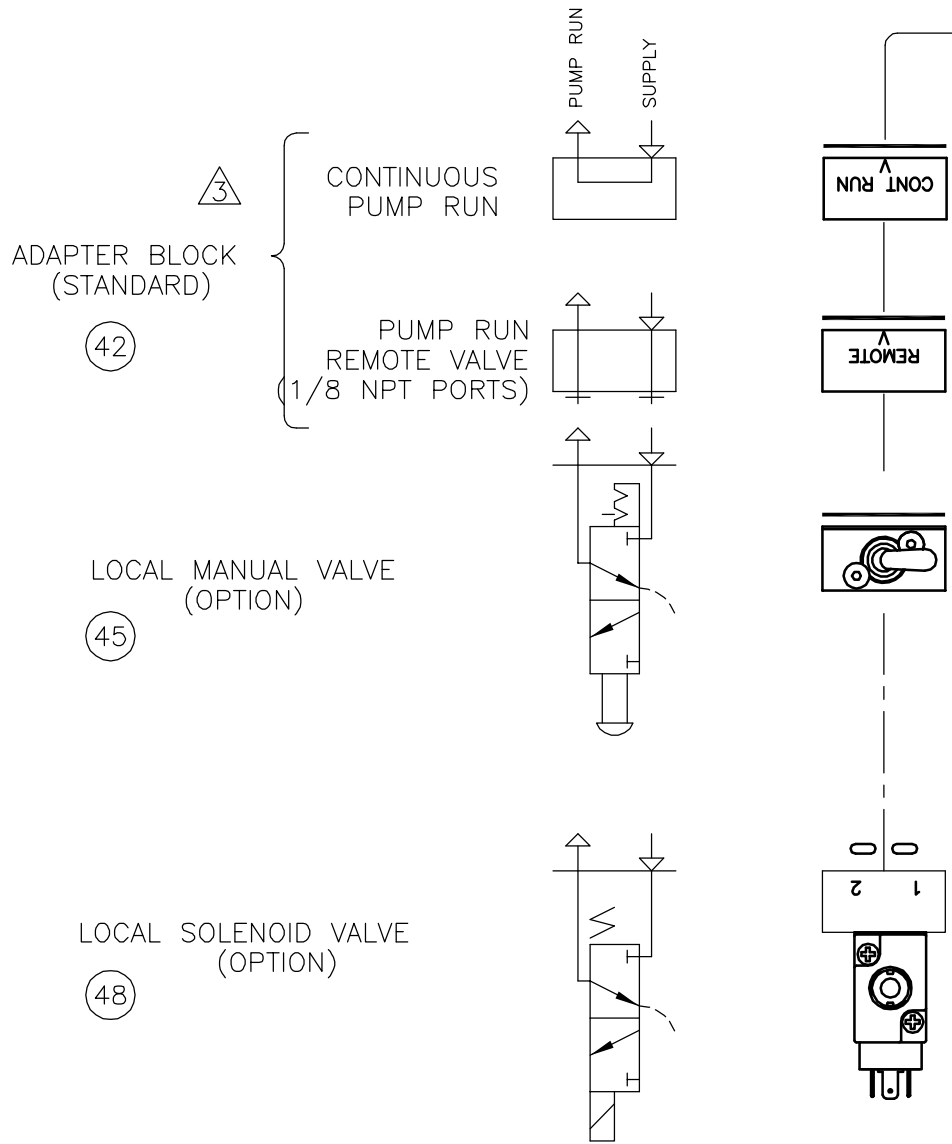 PUMP RUN
SUPPLY
3
CONTINUOUS
PUMP RUN
CONT RUN
ADAPTER BLOCK
(STANDARD)
42
PUMP RUN
REMOTE VALVE
(1/8 NPT PORTS)
REMOTE
LOCAL MANUAL VALVE
(OPTION)
45
2 1
LOCAL SOLENOID VALVE
(OPTION)
48